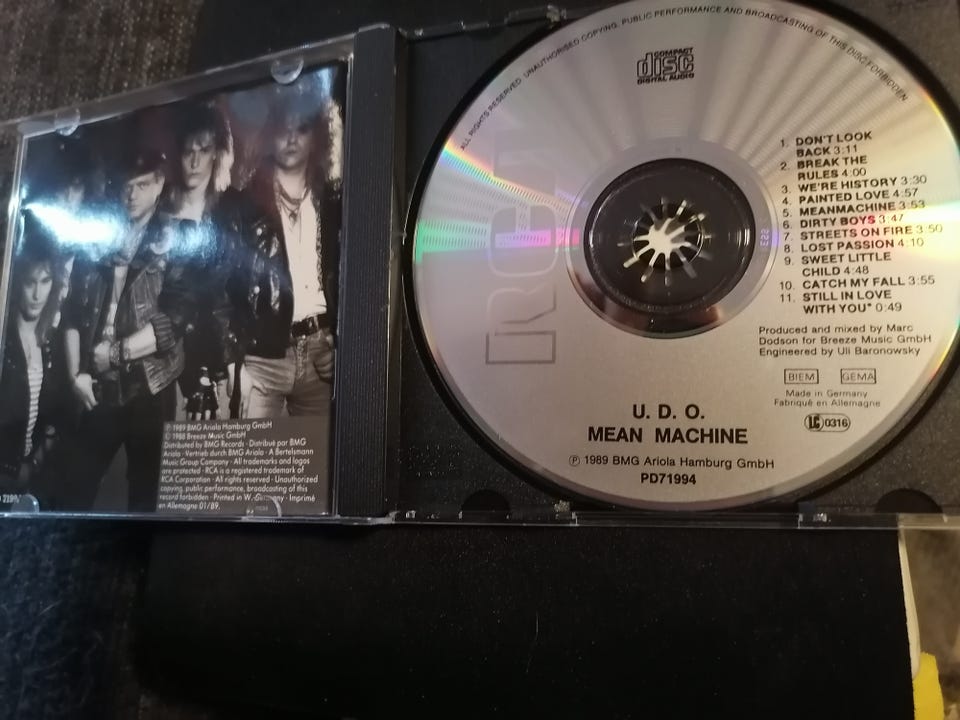 ℗ 1989 BMG Ariola Hamburg GmbH
© 1988 Breeze Music GmbH
Distributed by BMG Records · Distribué par BMG
Ariola · Vertrieb durch BMG Ariola · A Bertelsmann
Music Group Company · All trademarks and logos
are protected · RCA is a registered trademark of
RCA Corporation · All rights reserved · Unauthorized
copying, public performance, broadcasting of this
record forbidden · Printed in W.-Germany · Imprimé
en Allemagne 01/89.
ALL RIGHTS RESERVED. UNAUTHORISED COPYING, PUBLIC PERFORMANCE AND BROADCASTING OF THIS DISC FORBIDDEN
COMPACT
disc
DIGITAL AUDIO
RCA
1. DON'T LOOK
BACK 3:11
2. BREAK THE
RULES 4:00
3. WE'RE HISTORY 3:30
4. PAINTED LOVE 4:57
5. MEANMACHINE 3:53
6. DIRTY BOYS 3:47
7. STREETS ON FIRE 3:50
8. LOST PASSION 4:10
9. SWEET LITTLE
CHILD 4:48
10. CATCH MY FALL 3:55
11. STILL IN LOVE
WITH YOU" 0:49
Produced and mixed by Marc
Dodson for Breeze Music GmbH
Engineered by Uli Baronowsky
BIEM GEMA
Made in Germany
Fabriqué en Allemagne
LC 0316
U. D. O.
MEAN MACHINE
℗ 1989 BMG Ariola Hamburg GmbH
PD71994